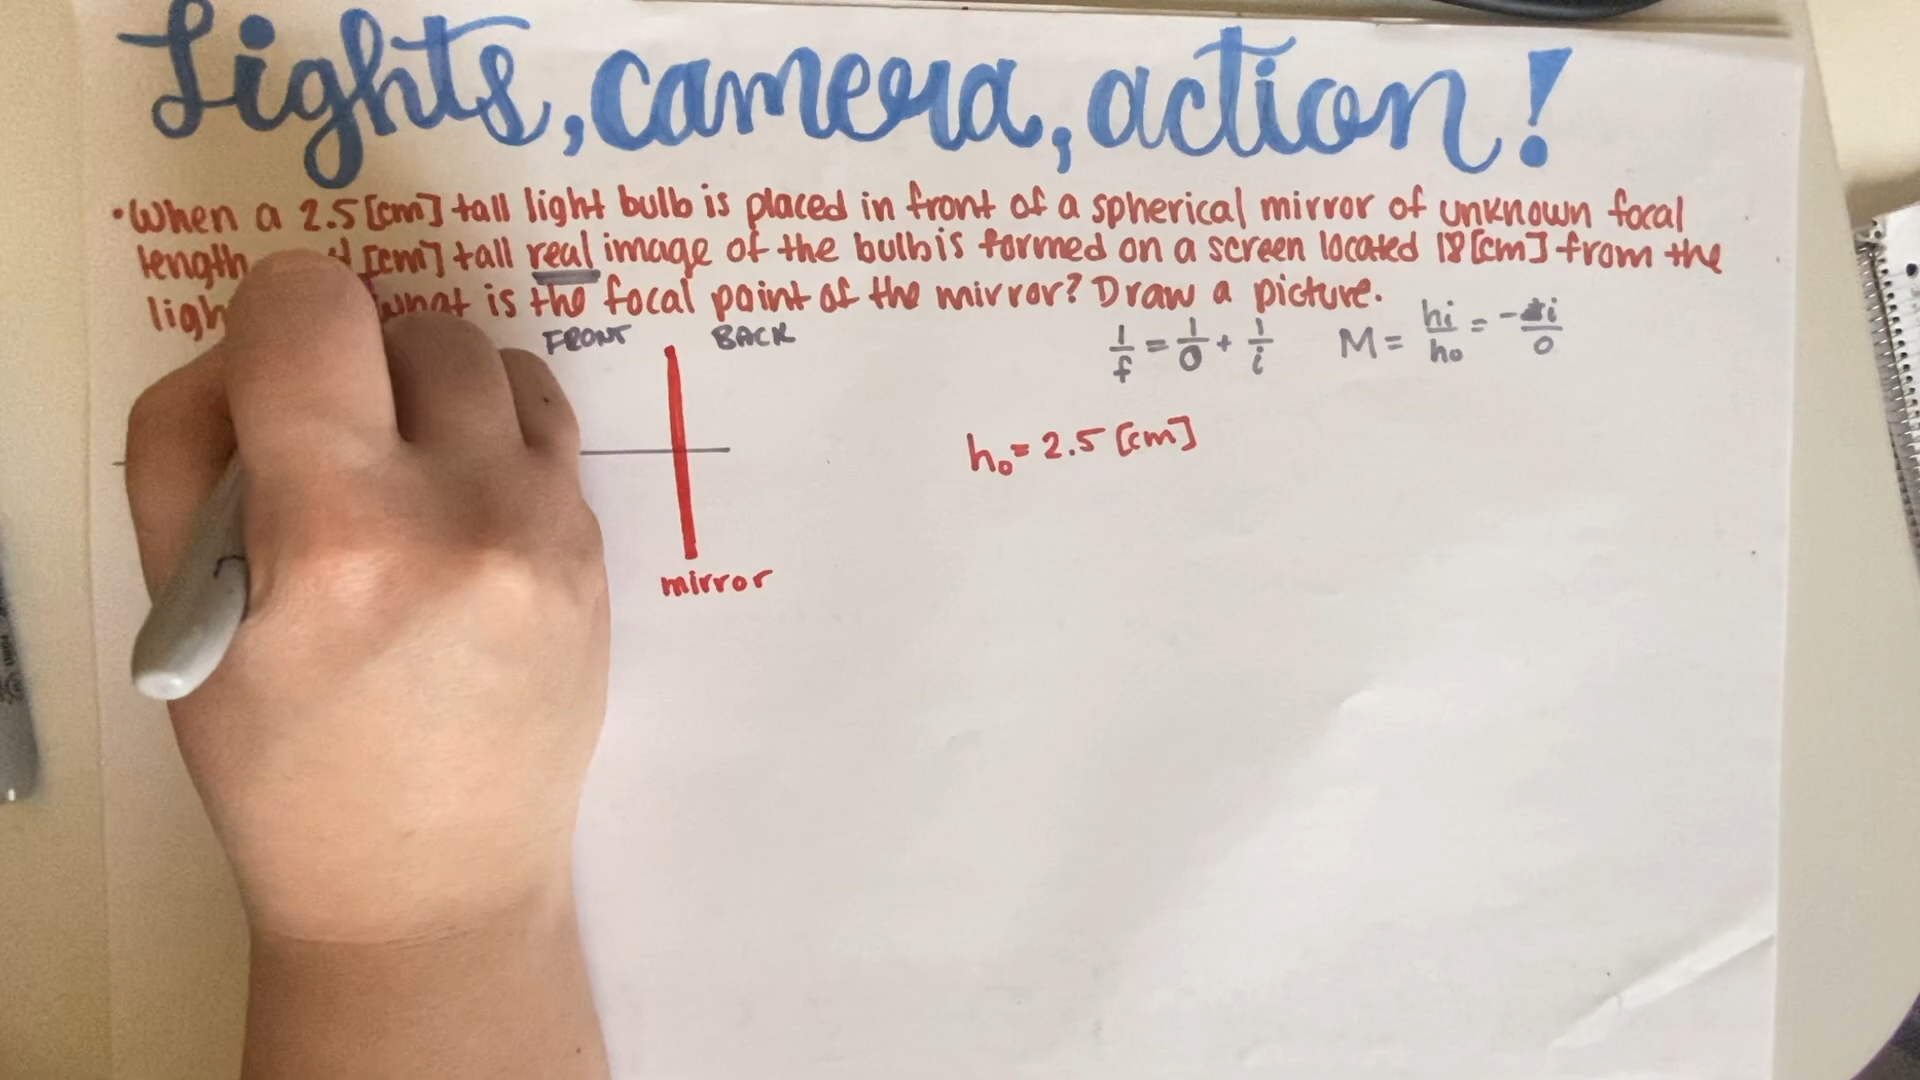 Lights, camera, action!
• When a 2.5 [cm] tall light bulb is placed in front of a spherical mirror of unknown focal
length [cm] tall real image of the bulb is formed on a screen located 18 [cm] from the
what is the focal point of the mirror? Draw a picture.
FRONT BACK
1/f = 1/o + 1/i M = hi/ho = -i/o
ho = 2.5 [cm]
mirror